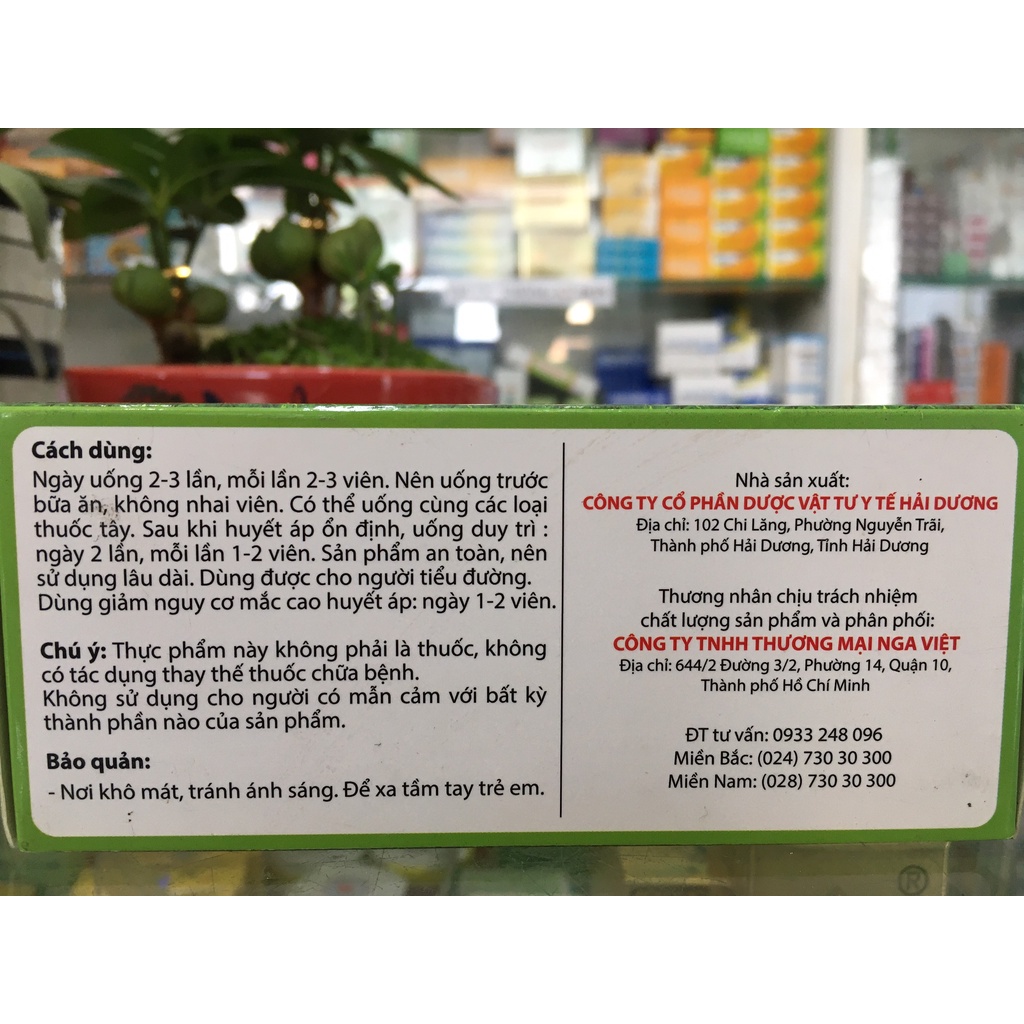 Cách dùng:
Ngày uống 2-3 lần, mỗi lần 2-3 viên. Nên uống trước
bữa ăn, không nhai viên. Có thể uống cùng các loại
thuốc tây. Sau khi huyết áp ổn định, uống duy trì :
ngày 2 lần, mỗi lần 1-2 viên. Sản phẩm an toàn, nên
sử dụng lâu dài. Dùng được cho người tiểu đường.
Dùng giảm nguy cơ mắc cao huyết áp: ngày 1-2 viên.
Chú ý: Thực phẩm này không phải là thuốc, không
có tác dụng thay thế thuốc chữa bệnh.
Không sử dụng cho người có mẫn cảm với bất kỳ
thành phần nào của sản phẩm.
Bảo quản:
- Nơi khô mát, tránh ánh sáng. Để xa tầm tay trẻ em.
Nhà sản xuất:
CÔNG TY CỔ PHẦN DƯỢC VẬT TƯ Y TẾ HẢI DƯƠNG
Địa chỉ: 102 Chi Lăng, Phường Nguyễn Trãi,
Thành phố Hải Dương, Tỉnh Hải Dương
Thương nhân chịu trách nhiệm
chất lượng sản phẩm và phân phối:
CÔNG TY TNHH THƯƠNG MẠI NGA VIỆT
Địa chỉ: 644/2 Đường 3/2, Phường 14, Quận 10,
Thành phố Hồ Chí Minh
ĐT tư vấn: 0933 248 096
Miền Bắc: (024) 730 30 300
Miền Nam: (028) 730 30 300
®